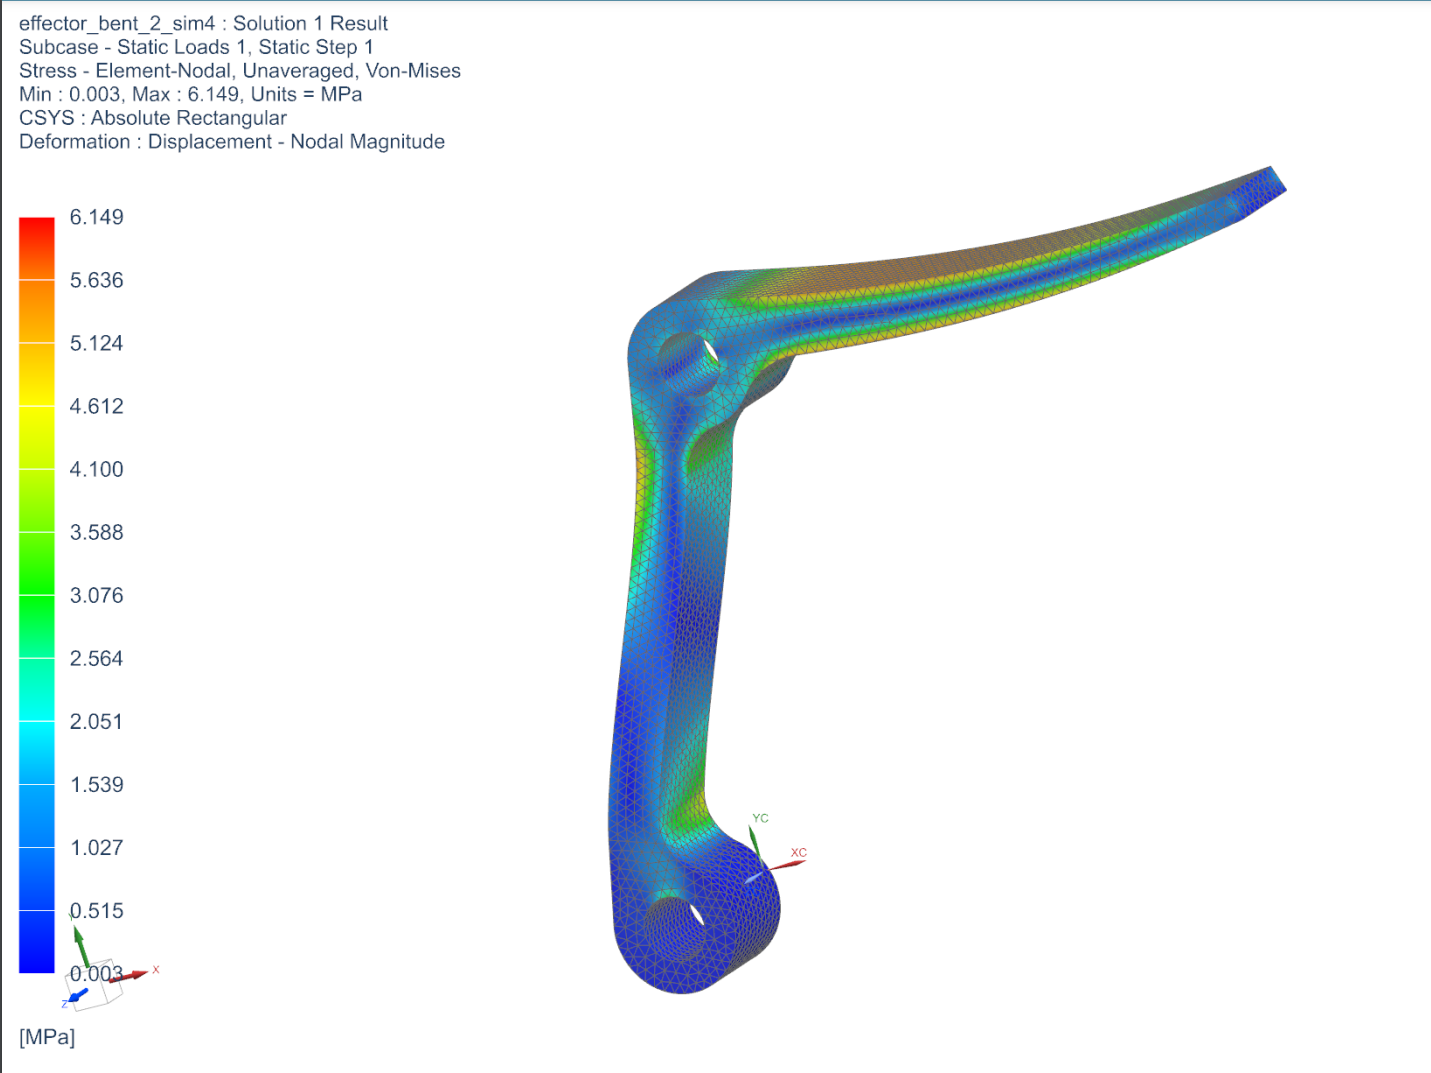 effector_bent_2_sim4 : Solution 1 Result
Subcase - Static Loads 1, Static Step 1
Stress - Element-Nodal, Unaveraged, Von-Mises
Min : 0.003, Max : 6.149, Units = MPa
CSYS : Absolute Rectangular
Deformation : Displacement - Nodal Magnitude
6.149
5.636
5.124
4.612
4.100
3.588
3.076
2.564
2.051
1.539
1.027
0.515
0.003
[MPa]
YC
XC
Y
X
Z